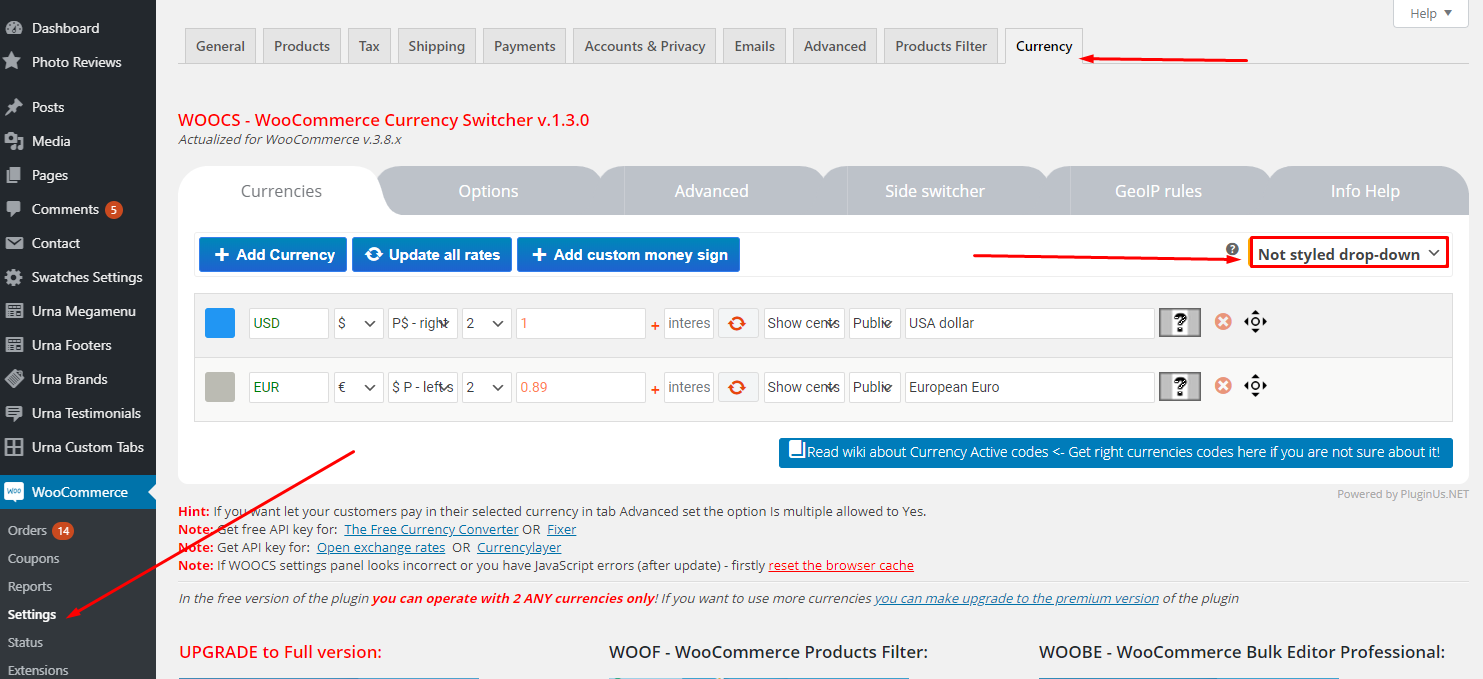 Help
Dashboard
Photo Reviews
Posts
Media
Pages
Comments 5
Contact
Swatches Settings
Urna Megamenu
Urna Footers
Urna Brands
Urna Testimonials
Urna Custom Tabs
WOO WooCommerce
Orders 14
Coupons
Reports
Settings
Status
Extensions
General Products Tax Shipping Payments Accounts & Privacy Emails Advanced Products Filter Currency
WOOCS - WooCommerce Currency Switcher v.1.3.0
Actualized for WooCommerce v.3.8.x
Currencies Options Advanced Side switcher GeoIP rules Info Help
+ Add Currency Update all rates + Add custom money sign ? Not styled drop-down
USD $ P$ - right 2 1 + interes Show cents Public USA dollar ?
EUR € $ P - left s 2 0.89 + interes Show cents Public European Euro ?
Read wiki about Currency Active codes <- Get right currencies codes here if you are not sure about it!
Powered by PluginUs.NET
Hint: If you want let your customers pay in their selected currency in tab Advanced set the option Is multiple allowed to Yes.
Note: Get free API key for: The Free Currency Converter OR Fixer
Note: Get API key for: Open exchange rates OR Currencylayer
Note: If WOOCS settings panel looks incorrect or you have JavaScript errors (after update) - firstly reset the browser cache
In the free version of the plugin you can operate with 2 ANY currencies only! If you want to use more currencies you can make upgrade to the premium version of the plugin
UPGRADE to Full version: WOOF - WooCommerce Products Filter: WOOBE - WooCommerce Bulk Editor Professional: